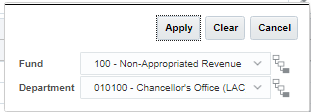 Apply Clear Cancel
Fund 100 - Non-Appropriated Revenue
Department 010100 - Chancellor's Office (LAC